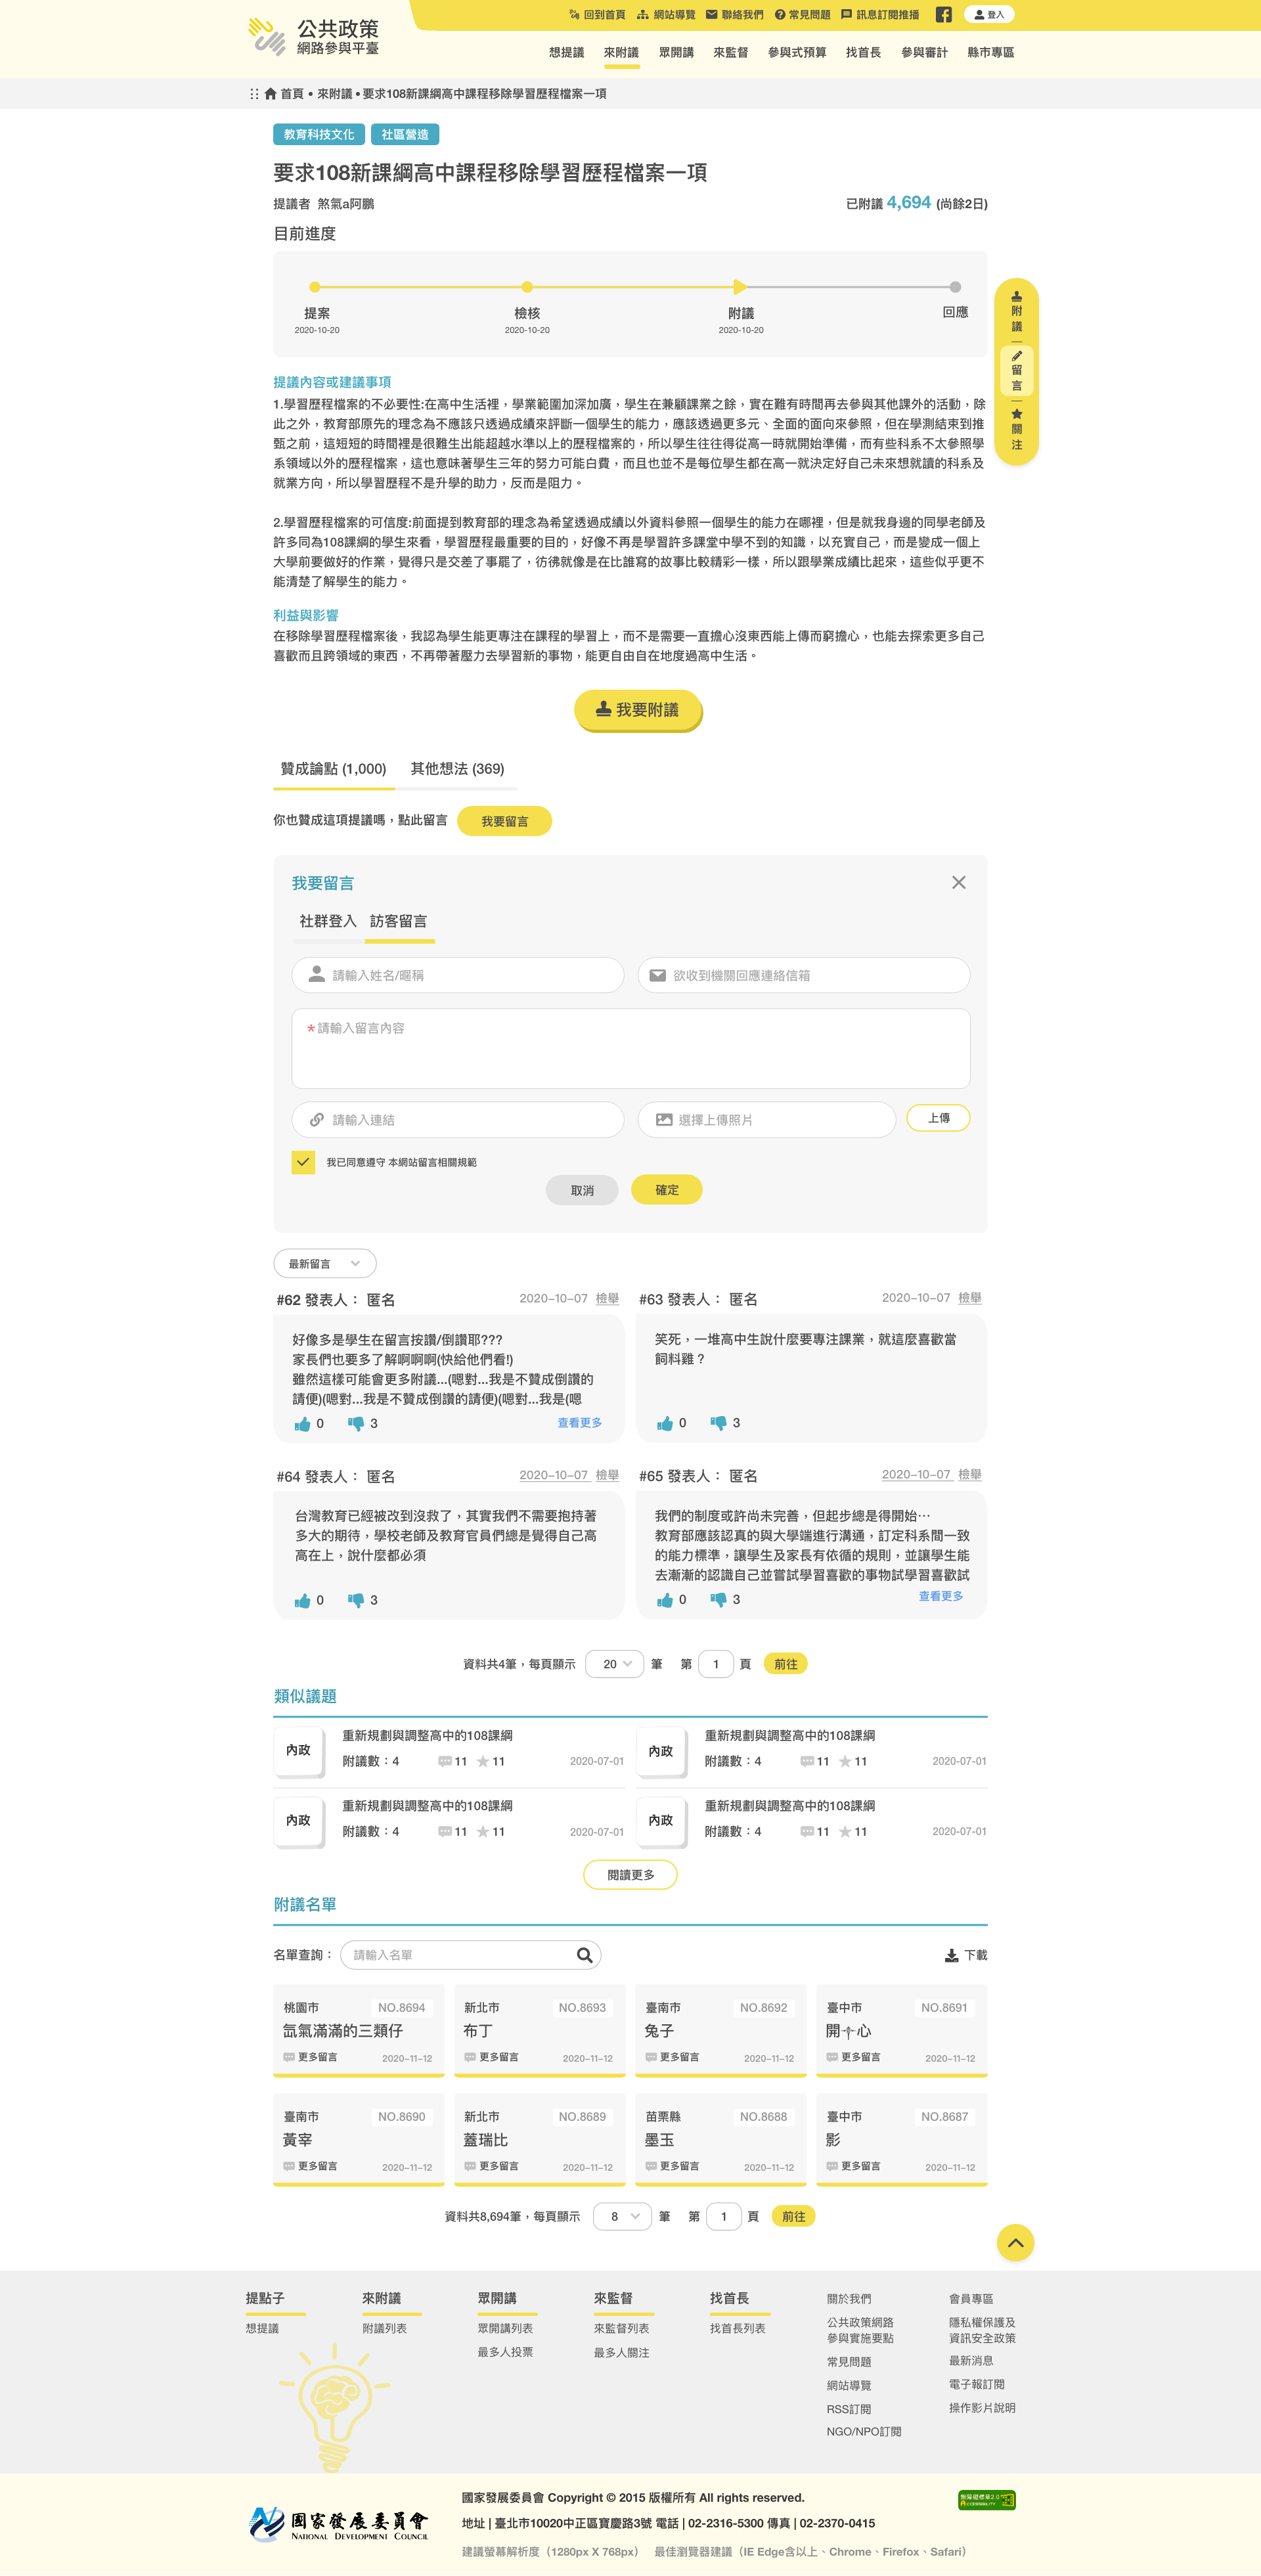 公共政策
網路參與平臺
回到首頁 網站導覽 聯絡我們 常見問題 訊息訂閱推播 登入
想提議 來附議 眾開講 來監督 參與式預算 找首長 參與審計 縣市專區
首頁 • 來附議 • 要求108新課綱高中課程移除學習歷程檔案一項
教育科技文化 社區營造
要求108新課綱高中課程移除學習歷程檔案一項
提議者 煞氣a阿鵬
已附議 4,694 (尚餘2日)
目前進度
提案 檢核 附議 回應
2020-10-20 2020-10-20 2020-10-20
附議
留言
關注
提議內容或建議事項
1.學習歷程檔案的不必要性:在高中生活裡，學業範圍加深加廣，學生在兼顧課業之餘，實在難有時間再去參與其他課外的活動，除
此之外，教育部原先的理念為不應該只透過成績來評斷一個學生的能力，應該透過更多元、全面的面向來參照，但在學測結束到推
甄之前，這短短的時間裡是很難生出能超越水準以上的歷程檔案的，所以學生往往得從高一時就開始準備，而有些科系不太參照學
系領域以外的歷程檔案，這也意味著學生三年的努力可能白費，而且也並不是每位學生都在高一就決定好自己未來想就讀的科系及
就業方向，所以學習歷程不是升學的助力，反而是阻力。
2.學習歷程檔案的可信度:前面提到教育部的理念為希望透過成績以外資料參照一個學生的能力在哪裡，但是就我身邊的同學老師及
許多同為108課綱的學生來看，學習歷程最重要的目的，好像不再是學習許多課堂中學不到的知識，以充實自己，而是變成一個上
大學前要做好的作業，覺得只是交差了事罷了，彷彿就像是在比誰寫的故事比較精彩一樣，所以跟學業成績比起來，這些似乎更不
能清楚了解學生的能力。
利益與影響
在移除學習歷程檔案後，我認為學生能更專注在課程的學習上，而不是需要一直擔心沒東西能上傳而窮擔心，也能去探索更多自己
喜歡而且跨領域的東西，不再帶著壓力去學習新的事物，能更自由自在地度過高中生活。
我要附議
贊成論點 (1,000) 其他想法 (369)
你也贊成這項提議嗎，點此留言 我要留言
我要留言
社群登入 訪客留言
請輸入姓名/暱稱 欲收到機關回應連絡信箱
*請輸入留言內容
請輸入連結 選擇上傳照片 上傳
我已同意遵守 本網站留言相關規範
取消 確定
最新留言
#62 發表人： 匿名 2020-10-07 檢舉
好像多是學生在留言按讚/倒讚耶???
家長們也要多了解啊啊啊(快給他們看!)
雖然這樣可能會更多附議...(嗯對...我是不贊成倒讚的
請便)(嗯對...我是不贊成倒讚的請便)(嗯對...我是(嗯
0 3 查看更多
#63 發表人： 匿名 2020-10-07 檢舉
笑死，一堆高中生說什麼要專注課業，就這麼喜歡當
飼料雞？
0 3
#64 發表人： 匿名 2020-10-07 檢舉
台灣教育已經被改到沒救了，其實我們不需要抱持著
多大的期待，學校老師及教育官員們總是覺得自己高
高在上，說什麼都必須
0 3
#65 發表人： 匿名 2020-10-07 檢舉
我們的制度或許尚未完善，但起步總是得開始⋯
教育部應該認真的與大學端進行溝通，訂定科系間一致
的能力標準，讓學生及家長有依循的規則，並讓學生能
去漸漸的認識自己並嘗試學習喜歡的事物試學習喜歡試
0 3 查看更多
資料共4筆，每頁顯示 20 筆 第 1 頁 前往
類似議題
內政 重新規劃與調整高中的108課綱
附議數：4 11 11 2020-07-01
內政 重新規劃與調整高中的108課綱
附議數：4 11 11 2020-07-01
內政 重新規劃與調整高中的108課綱
附議數：4 11 11 2020-07-01
內政 重新規劃與調整高中的108課綱
附議數：4 11 11 2020-07-01
閱讀更多
附議名單
名單查詢： 請輸入名單 下載
桃園市 NO.8694 新北市 NO.8693 臺南市 NO.8692 臺中市 NO.8691
氙氣滿滿的三類仔 布丁 兔子 開✞心
更多留言 2020-11-12 更多留言 2020-11-12 更多留言 2020-11-12 更多留言 2020-11-12
臺南市 NO.8690 新北市 NO.8689 苗栗縣 NO.8688 臺中市 NO.8687
黃宰 蓋瑞比 墨玉 影
更多留言 2020-11-12 更多留言 2020-11-12 更多留言 2020-11-12 更多留言 2020-11-12
資料共8,694筆，每頁顯示 8 筆 第 1 頁 前往
提點子
想提議
來附議
附議列表
眾開講
眾開講列表
最多人投票
來監督
來監督列表
最多人關注
找首長
找首長列表
關於我們
公共政策網路
參與實施要點
常見問題
網站導覽
RSS訂閱
NGO/NPO訂閱
會員專區
隱私權保護及
資訊安全政策
最新消息
電子報訂閱
操作影片說明
國家發展委員會
NATIONAL DEVELOPMENT COUNCIL
國家發展委員會 Copyright © 2015 版權所有 All rights reserved.
地址 | 臺北市10020中正區寶慶路3號 電話 | 02-2316-5300 傳真 | 02-2370-0415
建議螢幕解析度（1280px X 768px） 最佳瀏覽器建議（IE Edge含以上、Chrome、Firefox、Safari）